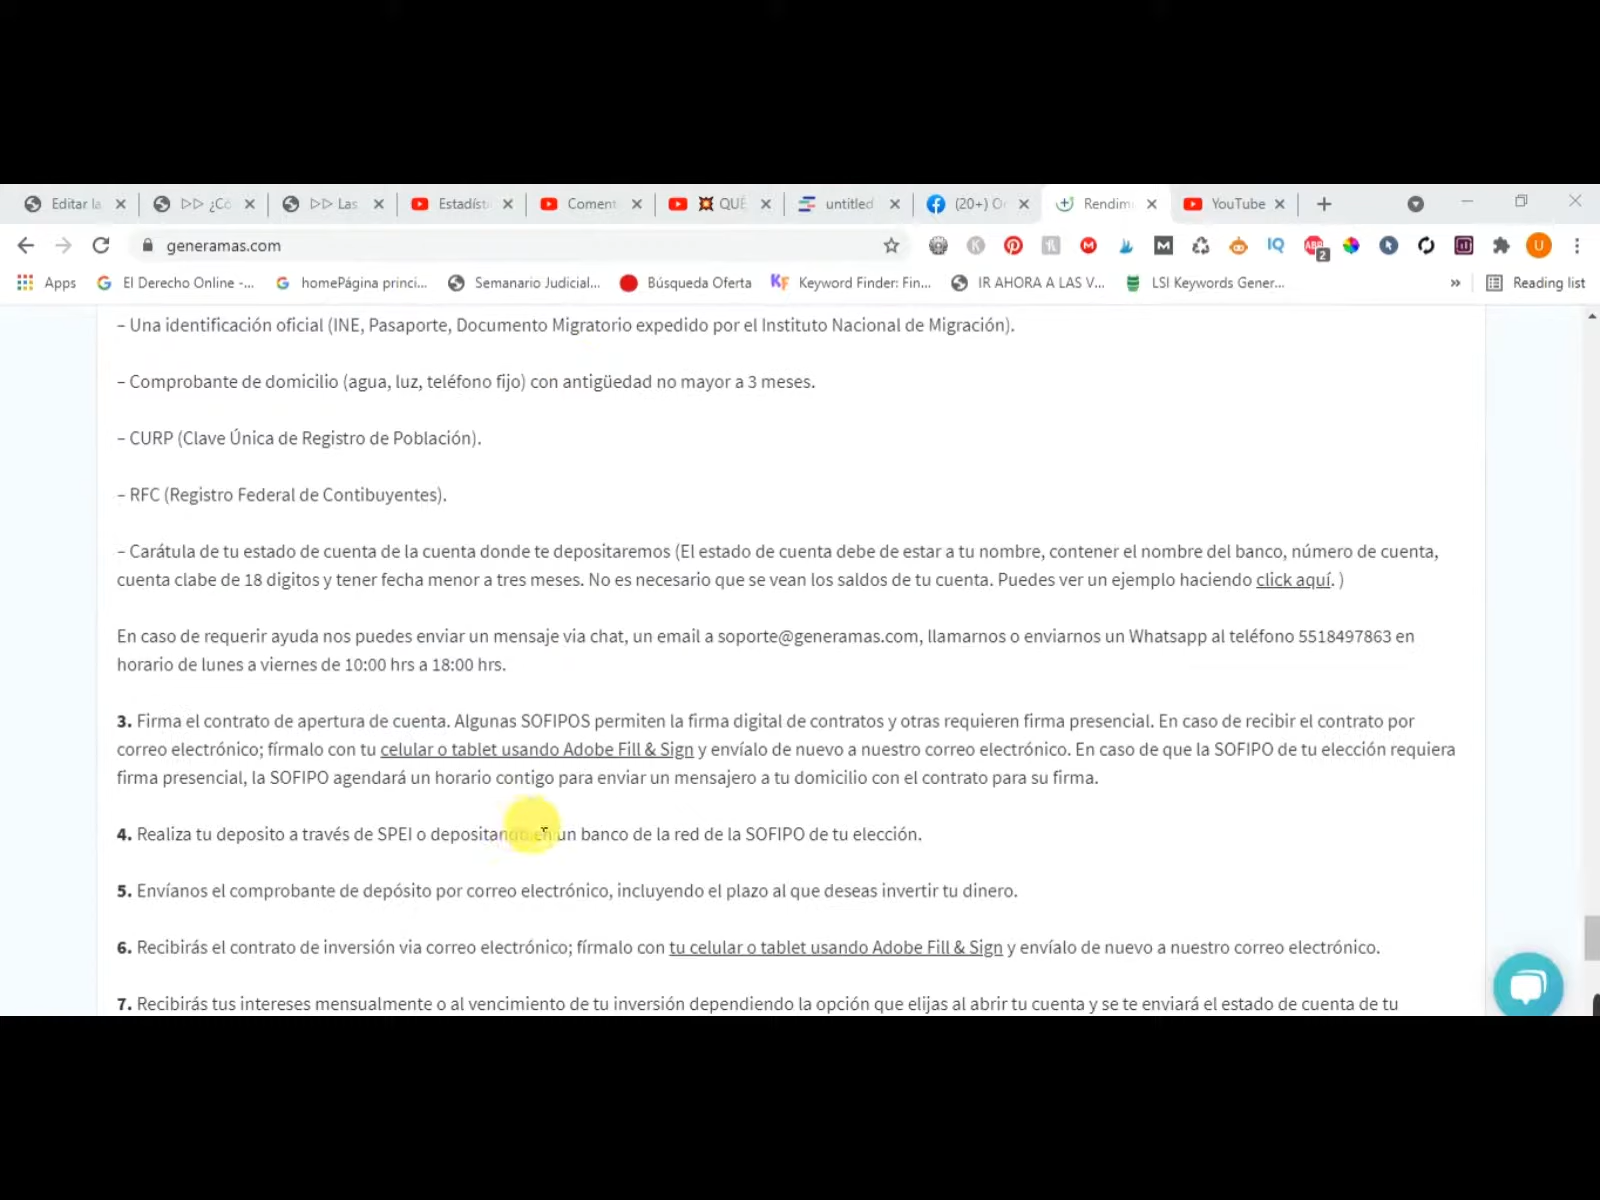 Editar la
▷▷ ¿Có
▷▷ Las
Estadísti
Coment
QUÉ
untitled
(20+) O
Rendim
YouTube
generamas.com
2
U
Apps
El Derecho Online -...
homePágina princi...
Semanario Judicial...
Búsqueda Oferta
Keyword Finder: Fin...
IR AHORA A LAS V...
LSI Keywords Gener...
»
Reading list
– Una identificación oficial (INE, Pasaporte, Documento Migratorio expedido por el Instituto Nacional de Migración).
– Comprobante de domicilio (agua, luz, teléfono fijo) con antigüedad no mayor a 3 meses.
– CURP (Clave Única de Registro de Población).
– RFC (Registro Federal de Contibuyentes).
– Carátula de tu estado de cuenta de la cuenta donde te depositaremos (El estado de cuenta debe de estar a tu nombre, contener el nombre del banco, número de cuenta,
cuenta clabe de 18 digitos y tener fecha menor a tres meses. No es necesario que se vean los saldos de tu cuenta. Puedes ver un ejemplo haciendo click aquí. )
En caso de requerir ayuda nos puedes enviar un mensaje via chat, un email a soporte@generamas.com, llamarnos o enviarnos un Whatsapp al teléfono 5518497863 en
horario de lunes a viernes de 10:00 hrs a 18:00 hrs.
3. Firma el contrato de apertura de cuenta. Algunas SOFIPOS permiten la firma digital de contratos y otras requieren firma presencial. En caso de recibir el contrato por
correo electrónico; fírmalo con tu celular o tablet usando Adobe Fill & Sign y envíalo de nuevo a nuestro correo electrónico. En caso de que la SOFIPO de tu elección requiera
firma presencial, la SOFIPO agendará un horario contigo para enviar un mensajero a tu domicilio con el contrato para su firma.
4. Realiza tu deposito a través de SPEI o depositando en un banco de la red de la SOFIPO de tu elección.
5. Envíanos el comprobante de depósito por correo electrónico, incluyendo el plazo al que deseas invertir tu dinero.
6. Recibirás el contrato de inversión via correo electrónico; fírmalo con tu celular o tablet usando Adobe Fill & Sign y envíalo de nuevo a nuestro correo electrónico.
7. Recibirás tus intereses mensualmente o al vencimiento de tu inversión dependiendo la opción que elijas al abrir tu cuenta y se te enviará el estado de cuenta de tu